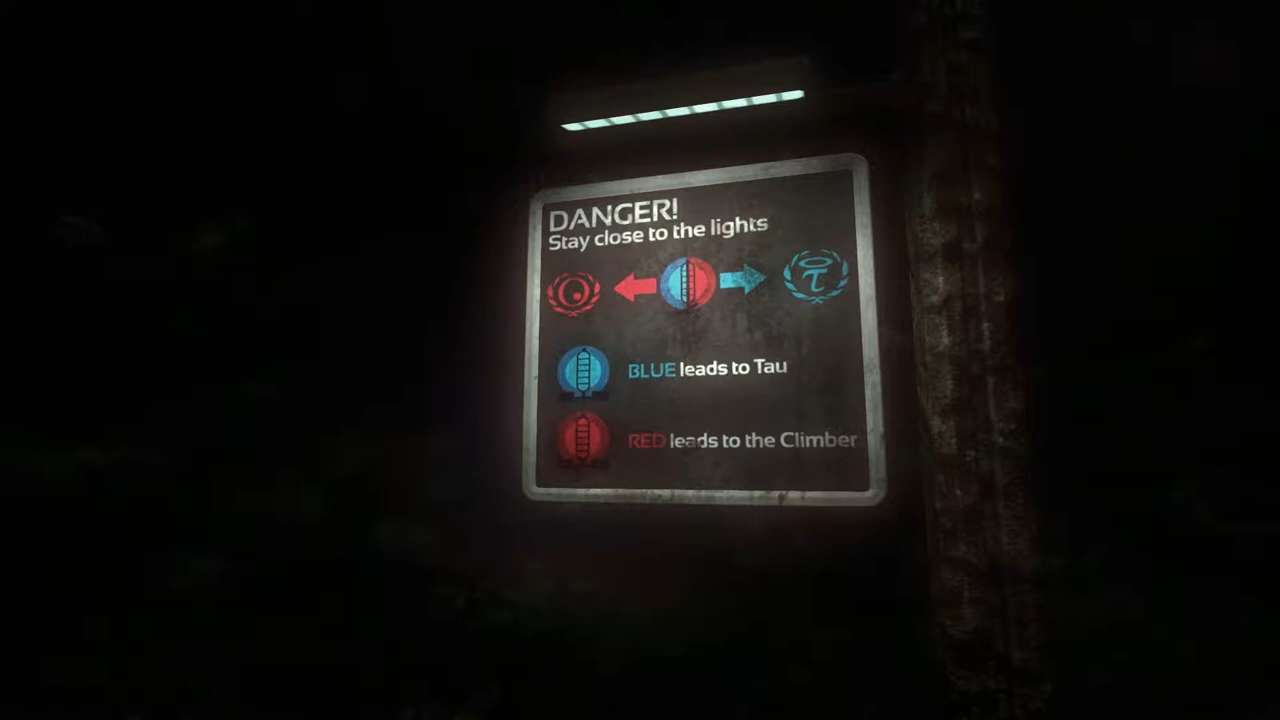 DANGER!
Stay close to the lights
τ
BLUE leads to Tau
RED leads to the Climber